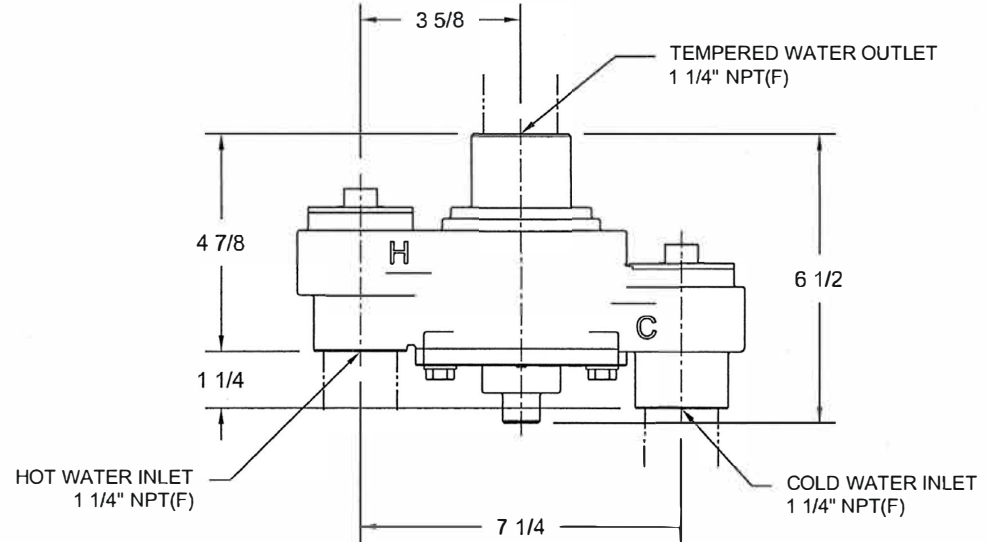 3 5/8
TEMPERED WATER OUTLET
1 1/4" NPT(F)
4 7/8
H
6 1/2
C
1 1/4
HOT WATER INLET
1 1/4" NPT(F)
COLD WATER INLET
1 1/4" NPT(F)
7 1/4